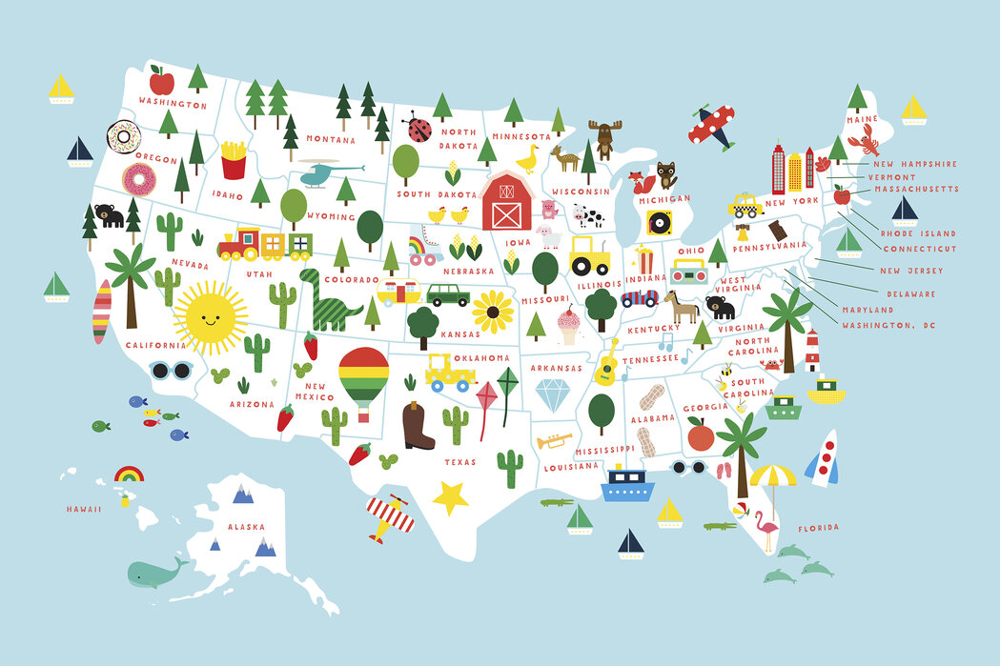 WASHINGTON
MONTANA
NORTH
DAKOTA
MINNESOTA
MAINE
OREGON
IDAHO
SOUTH DAKOTA
WISCONSIN
MICHIGAN
NEW YORK
NEW HAMPSHIRE
VERMONT
MASSACHUSETTS
RHODE ISLAND
CONNECTICUT
NEW JERSEY
DELAWARE
MARYLAND
WASHINGTON, DC
WYOMING
NEVADA
UTAH
COLORADO
NEBRASKA
IOWA
ILLINOIS
INDIANA
OHIO
PENNSYLVANIA
WEST
VIRGINIA
VIRGINIA
CALIFORNIA
KANSAS
MISSOURI
KENTUCKY
NORTH
CAROLINA
TENNESSEE
ARIZONA
NEW
MEXICO
OKLAHOMA
ARKANSAS
SOUTH
CAROLINA
GEORGIA
ALABAMA
MISSISSIPPI
TEXAS
LOUISIANA
FLORIDA
HAWAII
ALASKA